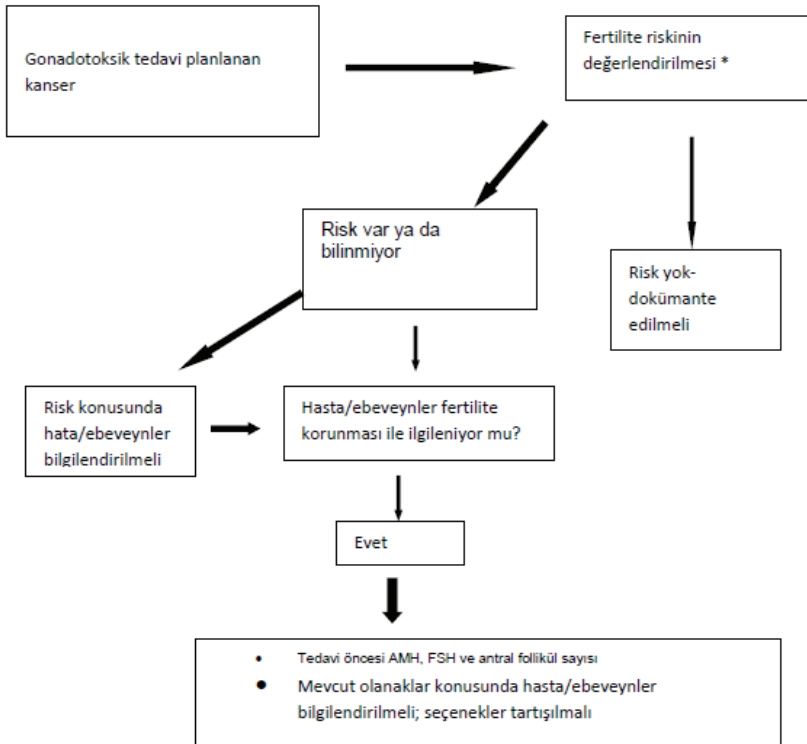 Gonadotoksik tedavi planlanan
kanser
Fertilite riskinin
değerlendirilmesi *
Risk var ya da
bilinmiyor
Risk yok-
dokümante
edilmeli
Risk konusunda
hata/ebeveynler
bilgilendirilmeli
Hasta/ebeveynler fertilite
korunması ile ilgileniyor mu?
Evet
• Tedavi öncesi AMH, FSH ve antral follikül sayısı
• Mevcut olanaklar konusunda hasta/ebeveynler
bilgilendirilmeli; seçenekler tartışılmalı